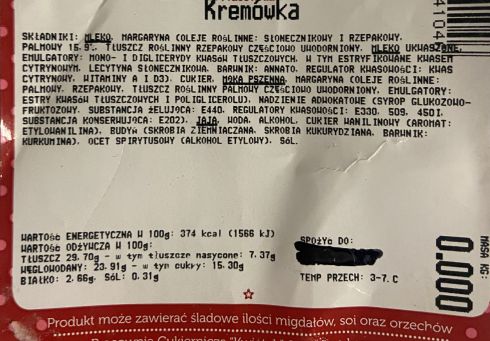 Kremówka
SKŁADNIKI: MLEKO, MARGARYNA (OLEJE ROŚLINNE: SŁONECZNIKOWY I RZEPAKOWY,
PALMOWY 15.9%, TŁUSZCZ ROŚLINNY RZEPAKOWY CZĘŚCIOWO UWODORNIONY, MLEKO UKWASZONE,
EMULGATORY: MONO- I DIGLICERYDY KWASÓW TŁUSZCZOWYCH, W TYM ESTRYFIKOWANE KWASEM
CYTRYNOWYM, LECYTYNA SŁONECZNIKOWA, BARWNIK: ANNATO, REGULATOR KWASOWOŚCI: KWAS
CYTRYNOWY, WITAMINY A I D3), CUKIER, MĄKA PSZENNA, MARGARYNA (OLEJE ROŚLINNE:
PALMOWY, RZEPAKOWY, TŁUSZCZ ROŚLINNY PALMOWY CZĘŚCIOWO UWODORNIONY, EMULGATORY:
ESTRY KWASÓW TŁUSZCZOWYCH I POLIGLICEROLU), NADZIENIE ADWOKATOWE (SYROP GLUKOZOWO-
FRUKTOZOWY, SUBSTANCJA ŻELUJĄCA: E440, REGULATORY KWASOWOŚCI: E330, 509, 450I,
SUBSTANCJA KONSERWUJĄCA: E202), JAJA, WODA, ALKOHOL, CUKIER WANILINOWY (AROMAT:
ETYLOWANILINA), BUDYŃ (SKROBIA ZIEMNIACZANA, SKROBIA KUKURYDZIANA, BARWNIK:
KURKUMINA), OCET SPIRYTUSOWY (ALKOHOL ETYLOWY), SÓL.
WARTOŚĆ ENERGETYCZNA W 100g: 374 kcal (1566 kJ)
WARTOŚĆ ODŻYWCZA W 100g:
TŁUSZCZ 29.70g - w tym tłuszcze nasycone: 7.37g
WĘGLOWODANY: 23.91g - w tym cukry: 15.30g
BIAŁKO: 2.66g, SÓL: 0.31g
SPOŻYĆ DO:
TEMP PRZECH: 3-7.C
MASA KG:
0.000
4104
Produkt może zawierać śladowe ilości migdałów, soi oraz orzechów